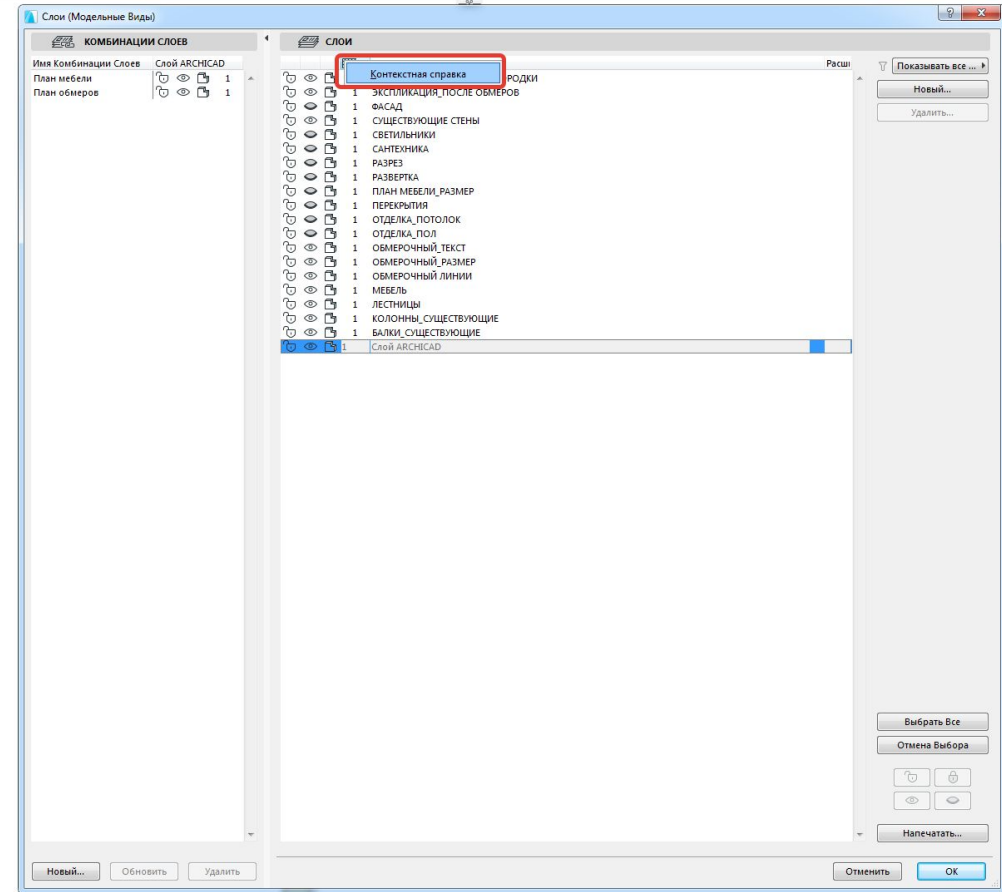 Слои (Модельные Виды)
КОМБИНАЦИИ СЛОЕВ
Имя Комбинации Слоев Слой ARCHICAD
План мебели 1
План обмеров 1
Новый...
Обновить
Удалить
СЛОИ
Расши
Контекстная справка
РОДКИ
1 ЭКСПЛИКАЦИЯ_ПОСЛЕ ОБМЕРОВ
1 ФАСАД
1 СУЩЕСТВУЮЩИЕ СТЕНЫ
1 СВЕТИЛЬНИКИ
1 САНТЕХНИКА
1 РАЗРЕЗ
1 РАЗВЕРТКА
1 ПЛАН МЕБЕЛИ_РАЗМЕР
1 ПЕРЕКРЫТИЯ
1 ОТДЕЛКА_ПОТОЛОК
1 ОТДЕЛКА_ПОЛ
1 ОБМЕРОЧНЫЙ_ТЕКСТ
1 ОБМЕРОЧНЫЙ_РАЗМЕР
1 ОБМЕРОЧНЫЙ ЛИНИИ
1 МЕБЕЛЬ
1 ЛЕСТНИЦЫ
1 КОЛОННЫ_СУЩЕСТВУЮЩИЕ
1 БАЛКИ_СУЩЕСТВУЮЩИЕ
1 Слой ARCHICAD
Показывать все ...
Новый...
Удалить...
Выбрать Все
Отмена Выбора
Напечатать...
Отменить
ОК